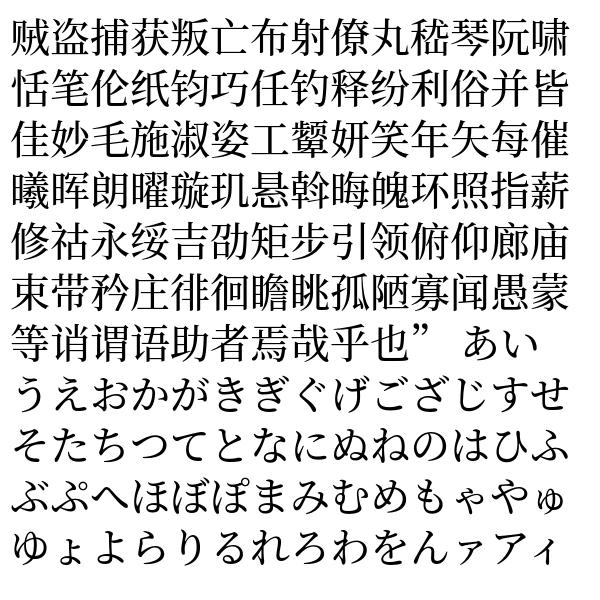 贼盗捕获叛亡布射僚丸嵇琴阮啸
恬笔伦纸钧巧任钓释纷利俗并皆
佳妙毛施淑姿工颦妍笑年矢每催
曦晖朗曜璇玑悬斡晦魄环照指薪
修祜永绥吉劭矩步引领俯仰廊庙
束带矜庄徘徊瞻眺孤陋寡闻愚蒙
等诮谓语助者焉哉乎也” あい
うえおかがきぎぐげござじすせ
そたちつてとなにぬねのはひふ
ぶぷへほぼぽまみむめもゃやゅ
ゆょよらりるれろわをんァアィ